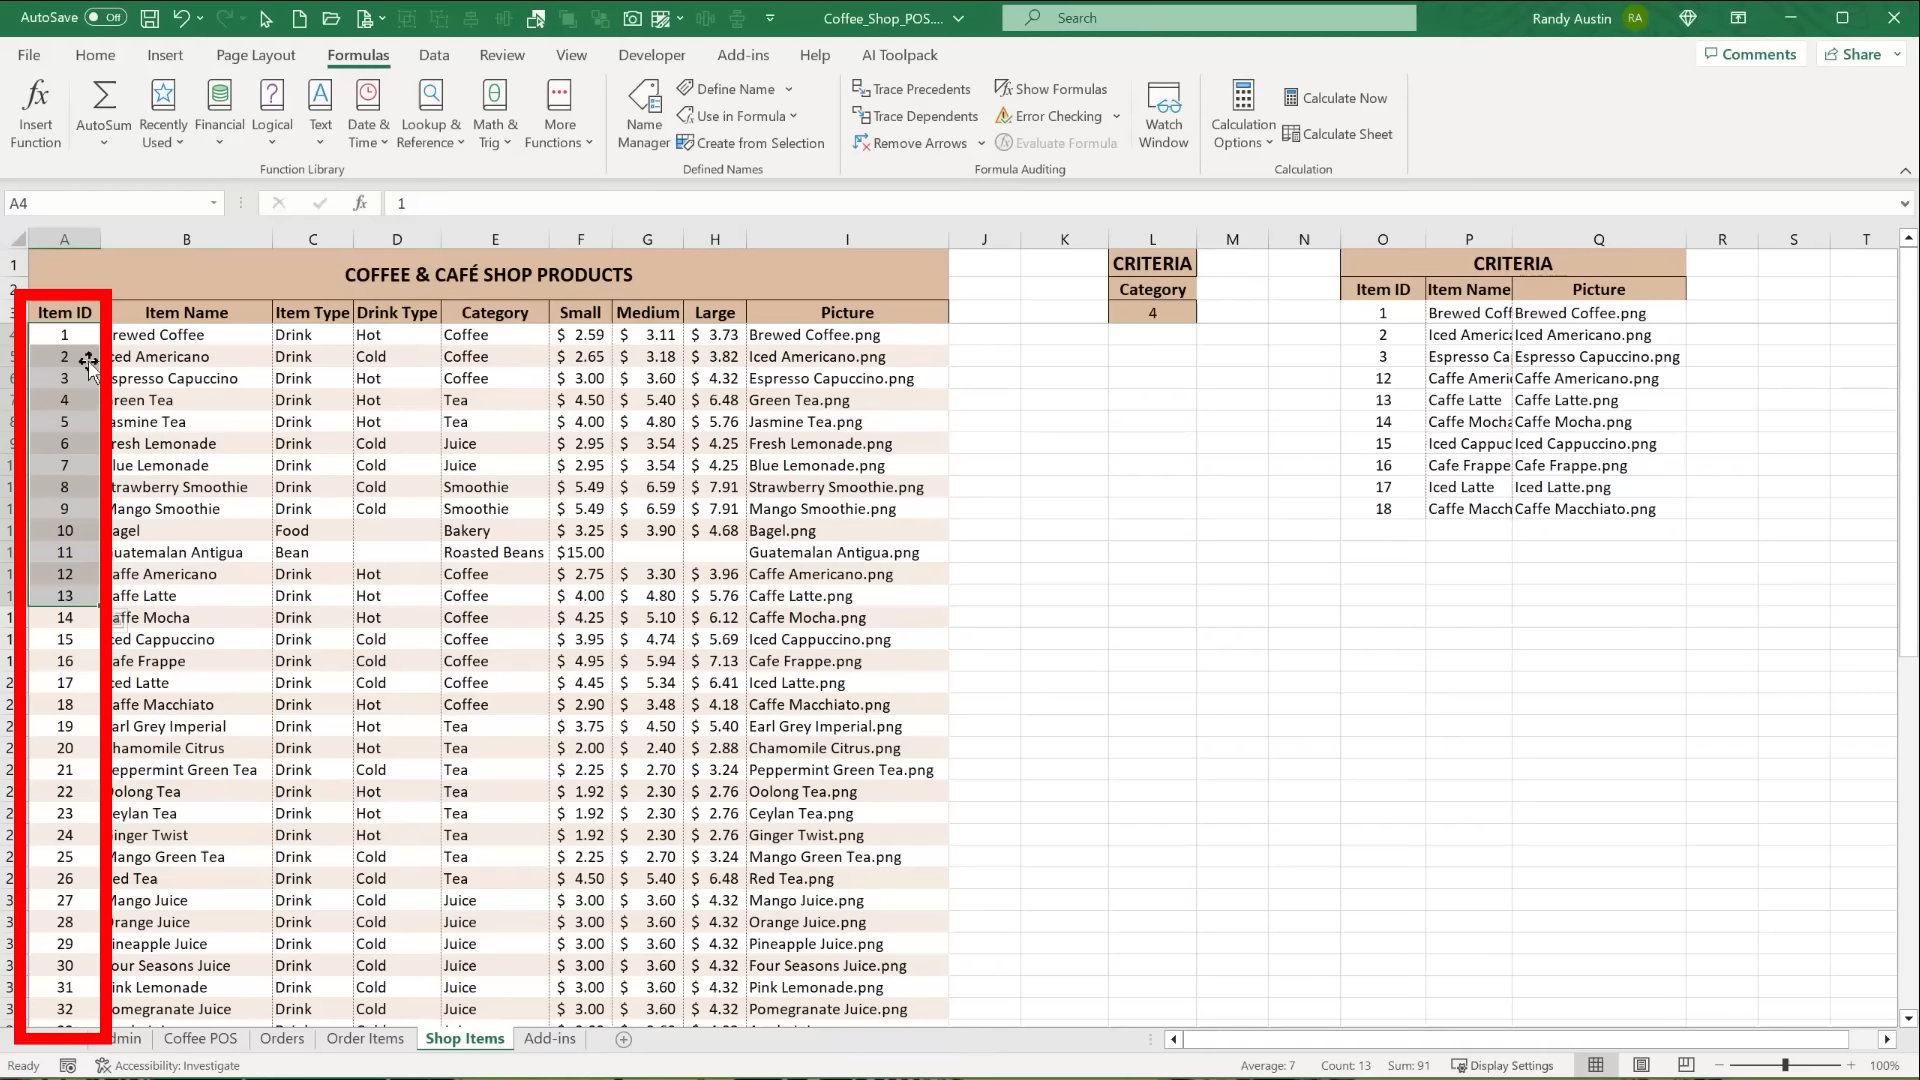 AutoSave Off Coffee_Shop_POS.... Search Randy Austin RA
File Home Insert Page Layout Formulas Data Review View Developer Add-ins Help AI Toolpack Comments Share
Insert Function AutoSum Recently Used Financial Logical Text Date & Time Lookup & Reference Math & Trig More Functions
Name Manager Define Name Use in Formula Create from Selection
Trace Precedents Trace Dependents Remove Arrows Show Formulas Error Checking Evaluate Formula Watch Window
Calculation Options Calculate Now Calculate Sheet
Function Library Defined Names Formula Auditing Calculation
A4 fx 1
A B C D E F G H I J K L M N O P Q R S T
1 COFFEE & CAFÉ SHOP PRODUCTS CRITERIA CRITERIA
2 Category Item ID Item Name Picture
Item ID Item Name Item Type Drink Type Category Small Medium Large Picture 4 1 Brewed Coff Brewed Coffee.png
1 rewed Coffee Drink Hot Coffee $ 2.59 $ 3.11 $ 3.73 Brewed Coffee.png 2 Iced Americ Iced Americano.png
2 ced Americano Drink Cold Coffee $ 2.65 $ 3.18 $ 3.82 Iced Americano.png 3 Espresso Ca Espresso Capuccino.png
3 spresso Capuccino Drink Hot Coffee $ 3.00 $ 3.60 $ 4.32 Espresso Capuccino.png 12 Caffe Ameri Caffe Americano.png
4 reen Tea Drink Hot Tea $ 4.50 $ 5.40 $ 6.48 Green Tea.png 13 Caffe Latte Caffe Latte.png
5 asmine Tea Drink Hot Tea $ 4.00 $ 4.80 $ 5.76 Jasmine Tea.png 14 Caffe Mocha Caffe Mocha.png
6 resh Lemonade Drink Cold Juice $ 2.95 $ 3.54 $ 4.25 Fresh Lemonade.png 15 Iced Cappuc Iced Cappuccino.png
7 lue Lemonade Drink Cold Juice $ 2.95 $ 3.54 $ 4.25 Blue Lemonade.png 16 Cafe Frappe Cafe Frappe.png
8 trawberry Smoothie Drink Cold Smoothie $ 5.49 $ 6.59 $ 7.91 Strawberry Smoothie.png 17 Iced Latte Iced Latte.png
9 Mango Smoothie Drink Cold Smoothie $ 5.49 $ 6.59 $ 7.91 Mango Smoothie.png 18 Caffe Macch Caffe Macchiato.png
10 agel Food Bakery $ 3.25 $ 3.90 $ 4.68 Bagel.png
11 uatemalan Antigua Bean Roasted Beans $15.00 Guatemalan Antigua.png
12 affe Americano Drink Hot Coffee $ 2.75 $ 3.30 $ 3.96 Caffe Americano.png
13 affe Latte Drink Hot Coffee $ 4.00 $ 4.80 $ 5.76 Caffe Latte.png
14 affe Mocha Drink Hot Coffee $ 4.25 $ 5.10 $ 6.12 Caffe Mocha.png
15 ced Cappuccino Drink Cold Coffee $ 3.95 $ 4.74 $ 5.69 Iced Cappuccino.png
16 afe Frappe Drink Cold Coffee $ 4.95 $ 5.94 $ 7.13 Cafe Frappe.png
17 ced Latte Drink Cold Coffee $ 4.45 $ 5.34 $ 6.41 Iced Latte.png
18 affe Macchiato Drink Hot Coffee $ 2.90 $ 3.48 $ 4.18 Caffe Macchiato.png
19 arl Grey Imperial Drink Hot Tea $ 3.75 $ 4.50 $ 5.40 Earl Grey Imperial.png
20 hamomile Citrus Drink Hot Tea $ 2.00 $ 2.40 $ 2.88 Chamomile Citrus.png
21 eppermint Green Tea Drink Cold Tea $ 2.25 $ 2.70 $ 3.24 Peppermint Green Tea.png
22 olong Tea Drink Hot Tea $ 1.92 $ 2.30 $ 2.76 Oolong Tea.png
23 eylan Tea Drink Hot Tea $ 1.92 $ 2.30 $ 2.76 Ceylan Tea.png
24 inger Twist Drink Hot Tea $ 1.92 $ 2.30 $ 2.76 Ginger Twist.png
25 Mango Green Tea Drink Cold Tea $ 2.25 $ 2.70 $ 3.24 Mango Green Tea.png
26 ed Tea Drink Cold Tea $ 4.50 $ 5.40 $ 6.48 Red Tea.png
27 Mango Juice Drink Cold Juice $ 3.00 $ 3.60 $ 4.32 Mango Juice.png
28 range Juice Drink Cold Juice $ 3.00 $ 3.60 $ 4.32 Orange Juice.png
29 ineapple Juice Drink Cold Juice $ 3.00 $ 3.60 $ 4.32 Pineapple Juice.png
30 our Seasons Juice Drink Cold Juice $ 3.00 $ 3.60 $ 4.32 Four Seasons Juice.png
31 ink Lemonade Drink Cold Juice $ 3.00 $ 3.60 $ 4.32 Pink Lemonade.png
32 omegranate Juice Drink Cold Juice $ 3.00 $ 3.60 $ 4.32 Pomegranate Juice.png
dmin Coffee POS Orders Order Items Shop Items Add-ins
Ready Accessibility: Investigate Average: 7 Count: 13 Sum: 91 Display Settings 100%